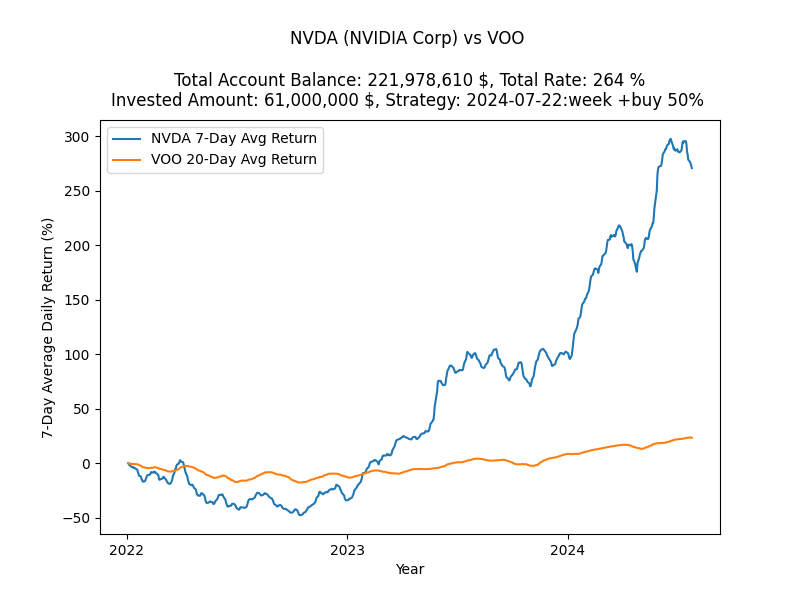 NVDA (NVIDIA Corp) vs VOO
Total Account Balance: 221,978,610 $, Total Rate: 264 %
Invested Amount: 61,000,000 $, Strategy: 2024-07-22:week +buy 50%
NVDA 7-Day Avg Return
VOO 20-Day Avg Return
7-Day Average Daily Return (%)
300
250
200
150
100
50
0
−50
2022
2023
2024
Year